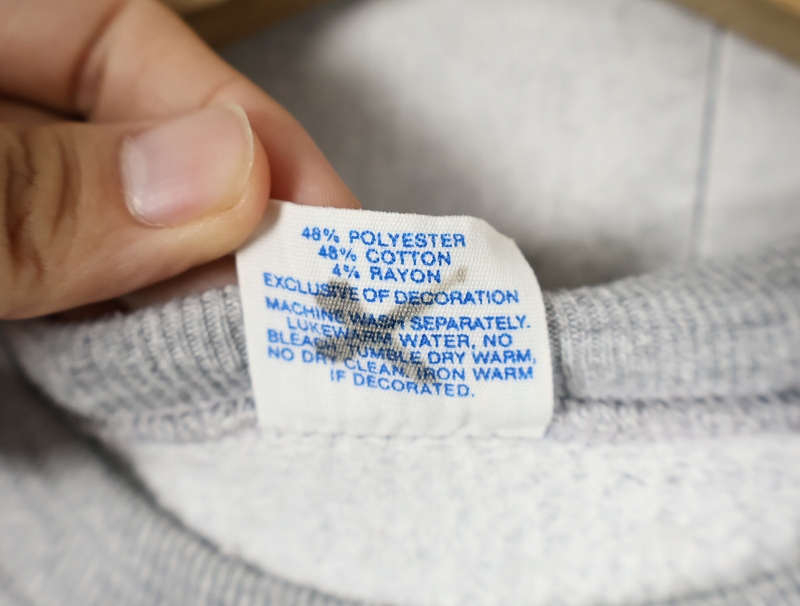 48% POLYESTER
48% COTTON
4% RAYON
EXCLUSIVE OF DECORATION
MACHINE WASH SEPARATELY.
LUKEWARM WATER, NO
BLEACH, TUMBLE DRY WARM,
NO DRY CLEAN. IRON WARM
IF DECORATED.